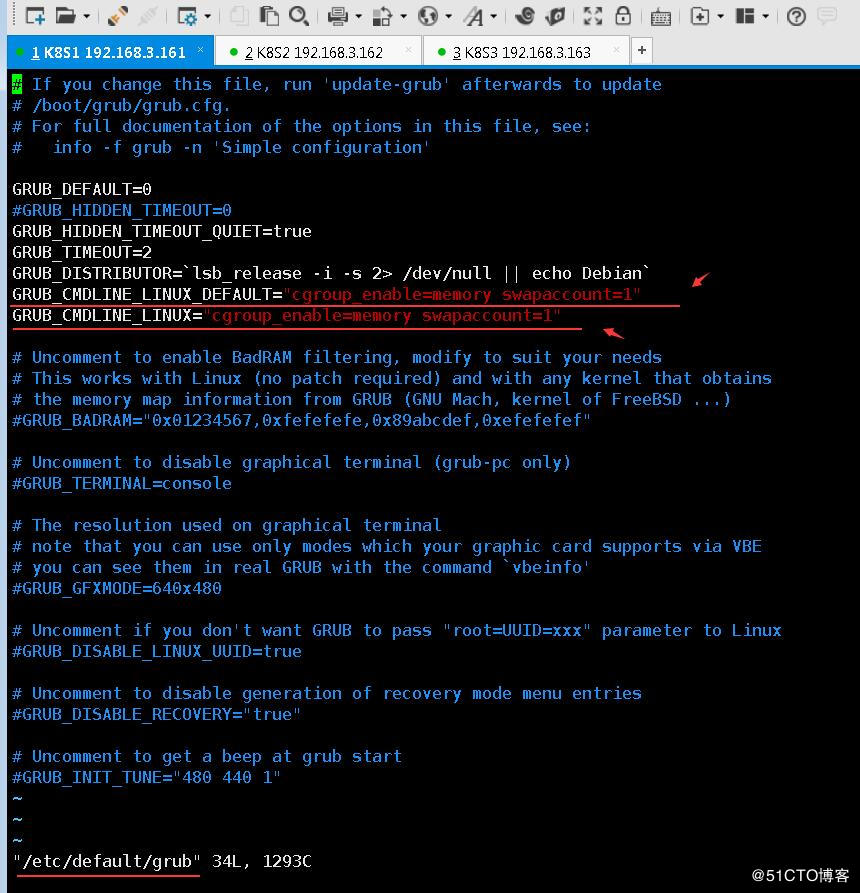 1 K8S1 192.168.3.161 × 2 K8S2 192.168.3.162 × 3 K8S3 192.168.3.163 × +
# If you change this file, run 'update-grub' afterwards to update
# /boot/grub/grub.cfg.
# For full documentation of the options in this file, see:
#   info -f grub -n 'Simple configuration'
GRUB_DEFAULT=0
#GRUB_HIDDEN_TIMEOUT=0
GRUB_HIDDEN_TIMEOUT_QUIET=true
GRUB_TIMEOUT=2
GRUB_DISTRIBUTOR=`lsb_release -i -s 2> /dev/null || echo Debian`
GRUB_CMDLINE_LINUX_DEFAULT="cgroup_enable=memory swapaccount=1"
GRUB_CMDLINE_LINUX="cgroup_enable=memory swapaccount=1"
# Uncomment to enable BadRAM filtering, modify to suit your needs
# This works with Linux (no patch required) and with any kernel that obtains
# the memory map information from GRUB (GNU Mach, kernel of FreeBSD ...)
#GRUB_BADRAM="0x01234567,0xfefefefe,0x89abcdef,0xefefefef"
# Uncomment to disable graphical terminal (grub-pc only)
#GRUB_TERMINAL=console
# The resolution used on graphical terminal
# note that you can use only modes which your graphic card supports via VBE
# you can see them in real GRUB with the command `vbeinfo'
#GRUB_GFXMODE=640x480
# Uncomment if you don't want GRUB to pass "root=UUID=xxx" parameter to Linux
#GRUB_DISABLE_LINUX_UUID=true
# Uncomment to disable generation of recovery mode menu entries
#GRUB_DISABLE_RECOVERY="true"
# Uncomment to get a beep at grub start
#GRUB_INIT_TUNE="480 440 1"
~
~
~
"/etc/default/grub" 34L, 1293C
@51CTO博客